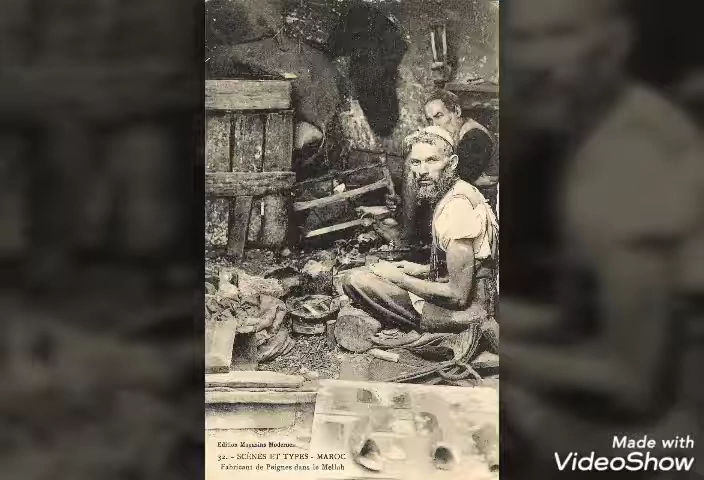 Edition Magasins Modernes
32. - SCÈNES ET TYPES - MAROC
Fabricant de Peignes dans le Mellah
Made with
VideoShow